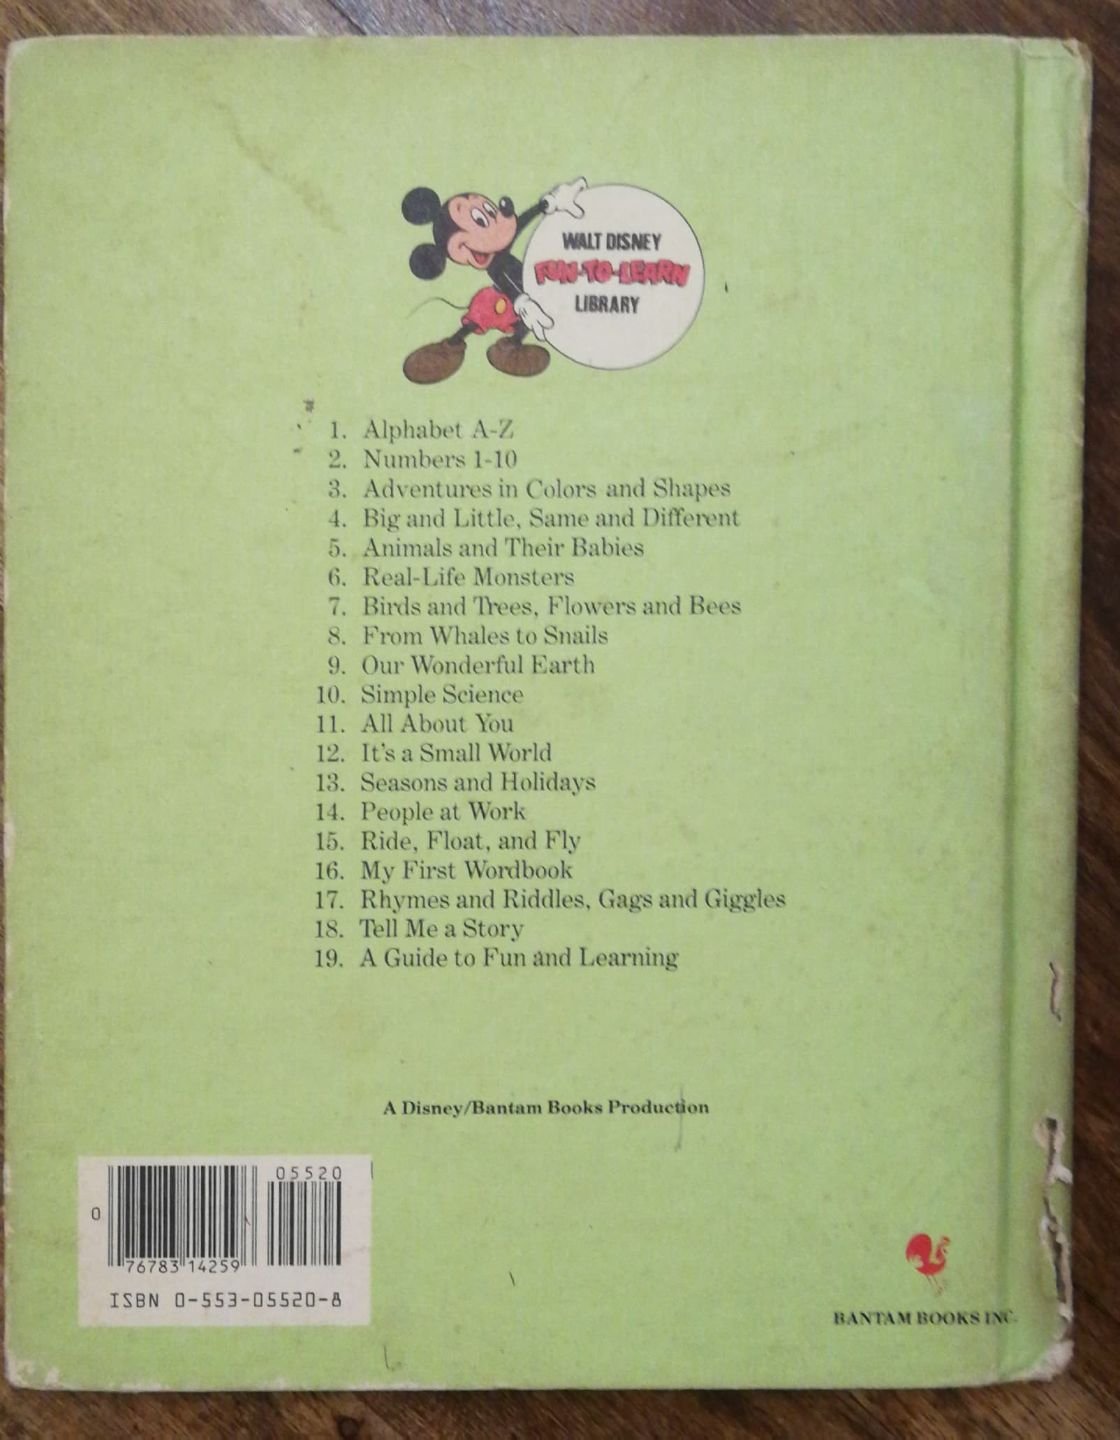 WALT DISNEY
FUN-TO-LEARN
LIBRARY
1. Alphabet A-Z
2. Numbers 1-10
3. Adventures in Colors and Shapes
4. Big and Little, Same and Different
5. Animals and Their Babies
6. Real-Life Monsters
7. Birds and Trees, Flowers and Bees
8. From Whales to Snails
9. Our Wonderful Earth
10. Simple Science
11. All About You
12. It's a Small World
13. Seasons and Holidays
14. People at Work
15. Ride, Float, and Fly
16. My First Wordbook
17. Rhymes and Riddles, Gags and Giggles
18. Tell Me a Story
19. A Guide to Fun and Learning
A Disney/Bantam Books Production
05520
0 76783 14259
ISBN 0-553-05520-8
BANTAM BOOKS INC.